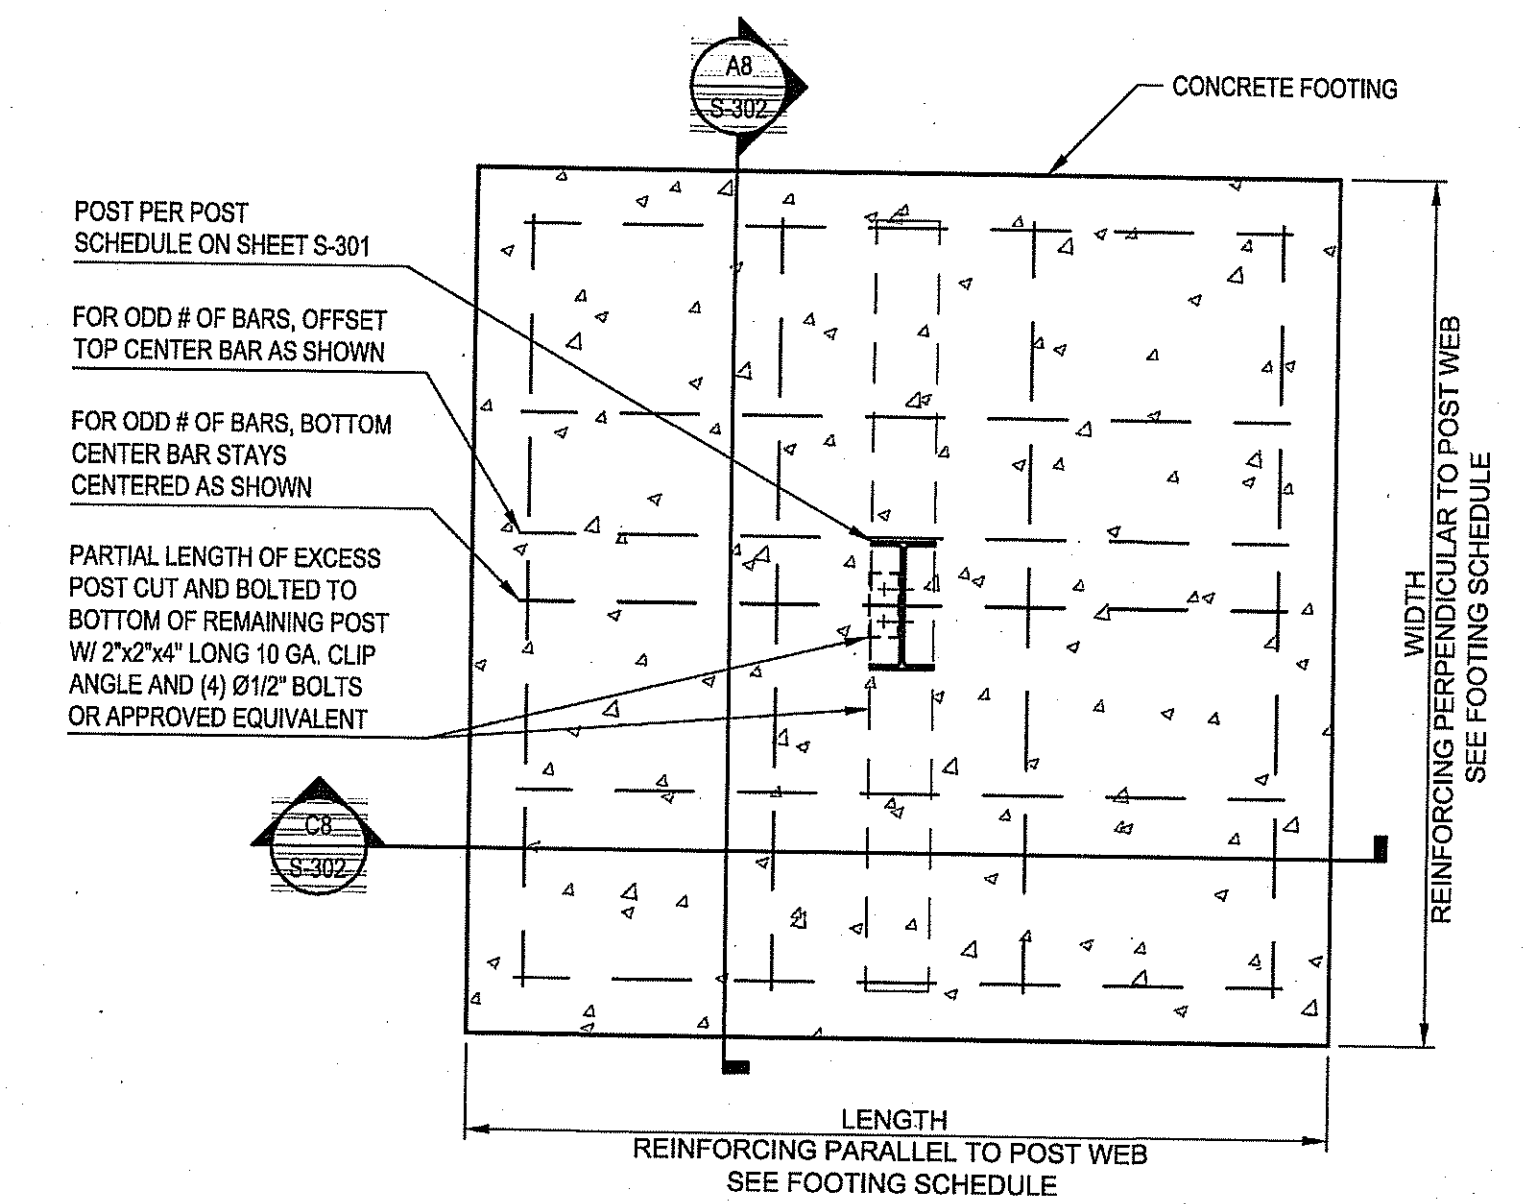 A8
S-302
CONCRETE FOOTING
POST PER POST
SCHEDULE ON SHEET S-301
FOR ODD # OF BARS, OFFSET
TOP CENTER BAR AS SHOWN
FOR ODD # OF BARS, BOTTOM
CENTER BAR STAYS
CENTERED AS SHOWN
PARTIAL LENGTH OF EXCESS
POST CUT AND BOLTED TO
BOTTOM OF REMAINING POST
W/ 2"x2"x4" LONG 10 GA. CLIP
ANGLE AND (4) Ø1/2" BOLTS
OR APPROVED EQUIVALENT
C8
S-302
WIDTH
REINFORCING PERPENDICULAR TO POST WEB
SEE FOOTING SCHEDULE
LENGTH
REINFORCING PARALLEL TO POST WEB
SEE FOOTING SCHEDULE